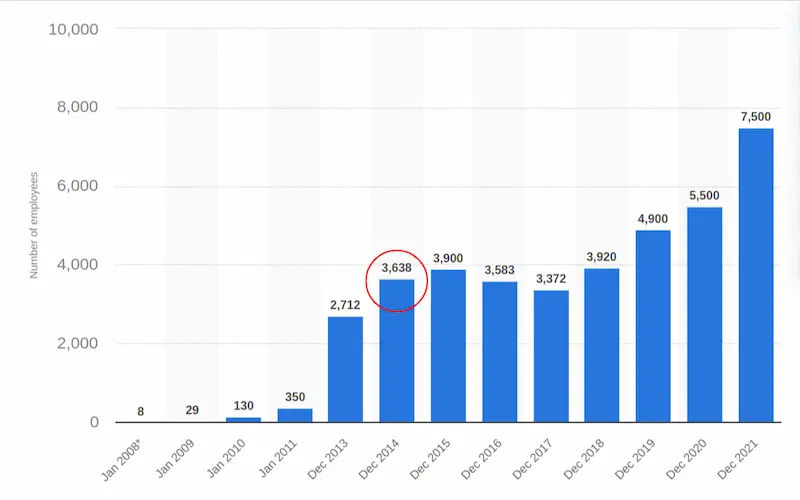 10,000
8,000
6,000
4,000
2,000
0
Number of employees
8
29
130
350
2,712
3,638
3,900
3,583
3,372
3,920
4,900
5,500
7,500
Jan 2008*
Jan 2009
Jan 2010
Jan 2011
Dec 2013
Dec 2014
Dec 2015
Dec 2016
Dec 2017
Dec 2018
Dec 2019
Dec 2020
Dec 2021